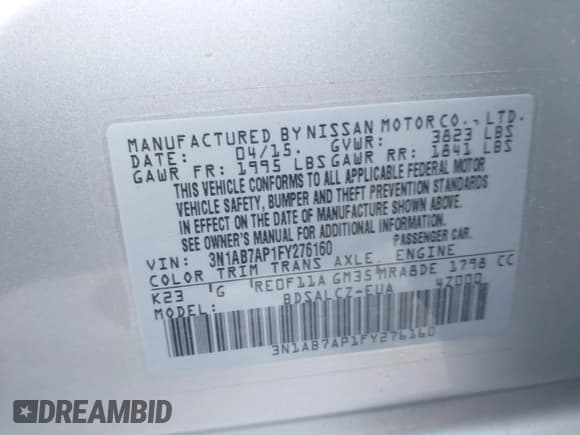 MANUFACTURED BY NISSAN MOTOR CO., LTD.
DATE: 04/15. GVWR: 3823 LBS
GAWR FR: 1995 LBS GAWR RR: 1841 LBS
THIS VEHICLE CONFORMS TO ALL APPLICABLE FEDERAL MOTOR
VEHICLE SAFETY, BUMPER AND THEFT PREVENTION STANDARDS
IN EFFECT ON THE DATE OF MANUFACTURE SHOWN ABOVE.
SEE OWNER'S MANUAL FOR ADDITIONAL INFORMATION.
VIN: 3N1AB7AP1FY276160 PASSENGER CAR.
COLOR TRIM TRANS AXLE. ENGINE
K23 G RE0F11A GM35 MRA8DE 1798 CC
MODEL: BDSALCZ-EUA 4Z000
3N1AB7AP1FY276160
DREAMBID